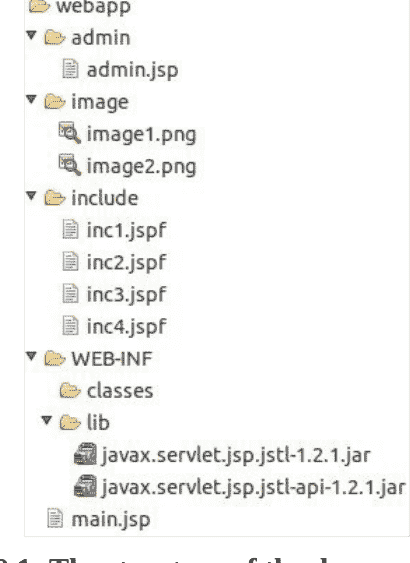 webapp
admin
admin.jsp
image
image1.png
image2.png
include
inc1.jspf
inc2.jspf
inc3.jspf
inc4.jspf
WEB-INF
classes
lib
javax.servlet.jsp.jstl-1.2.1.jar
javax.servlet.jsp.jstl-api-1.2.1.jar
main.jsp